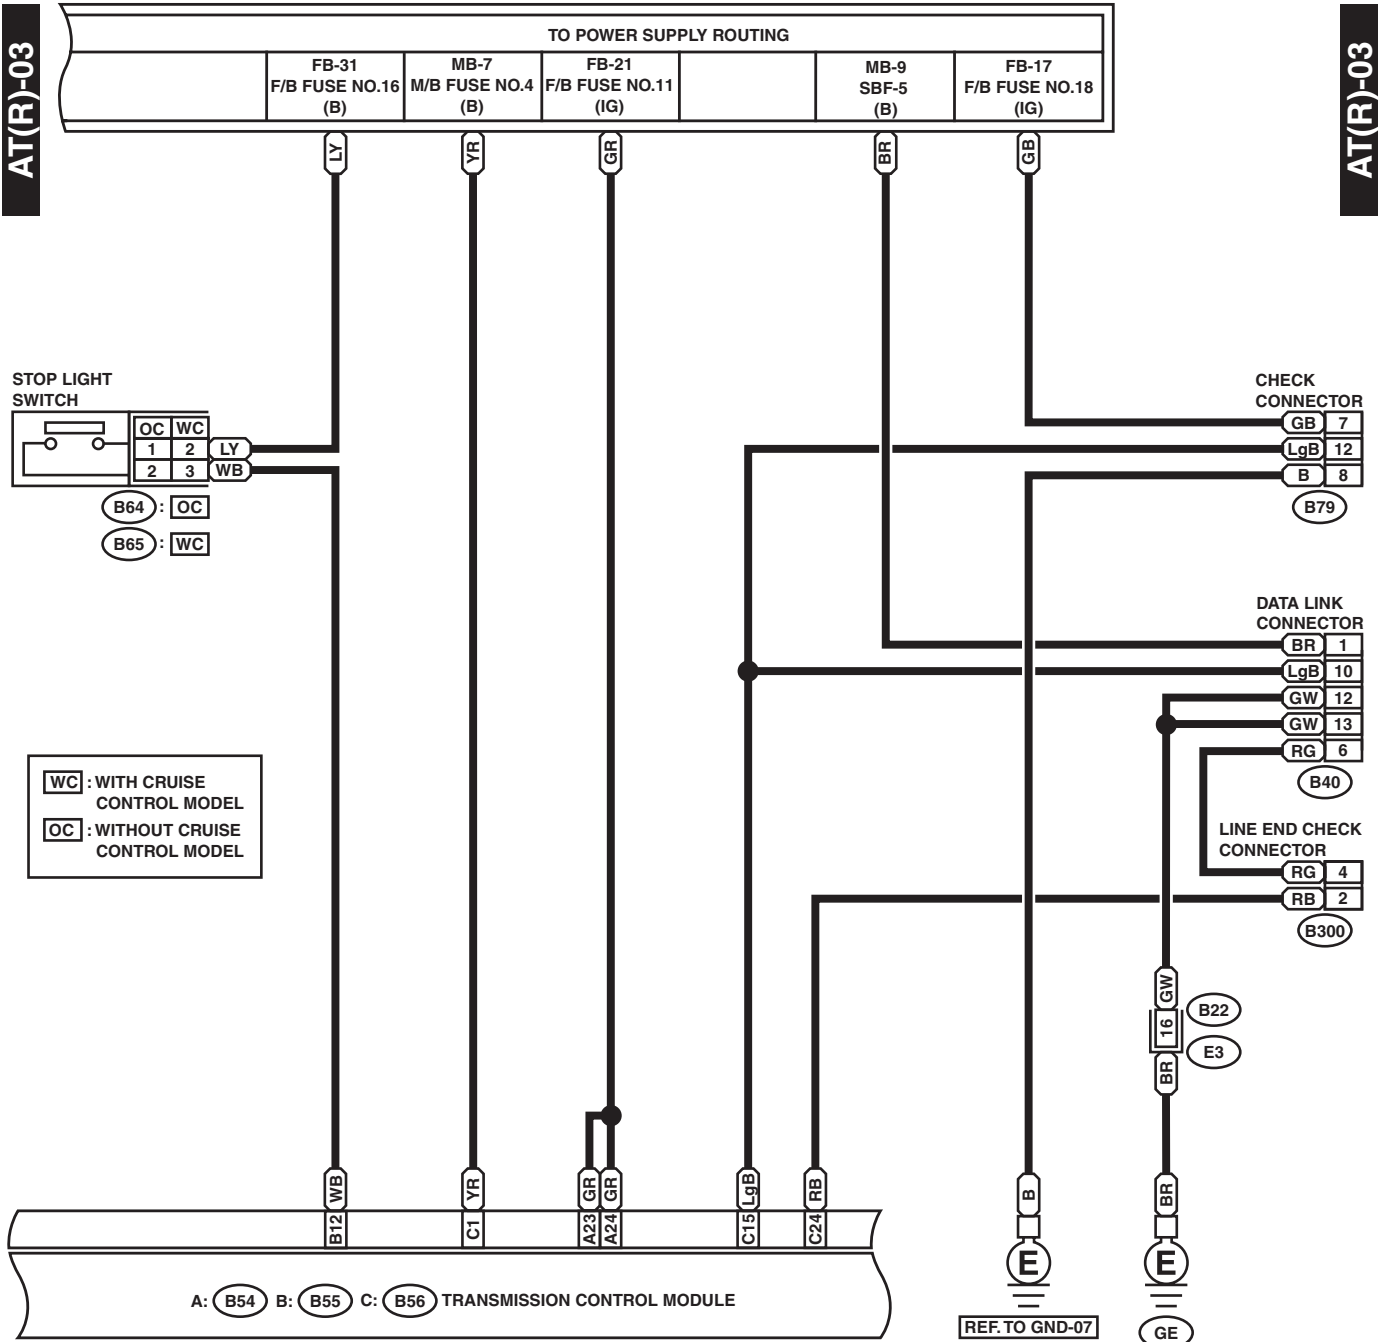 AT(R)-03
AT(R)-03
TO POWER SUPPLY ROUTING
FB-31
F/B FUSE NO.16
(B)
MB-7
M/B FUSE NO.4
(B)
FB-21
F/B FUSE NO.11
(IG)
MB-9
SBF-5
(B)
FB-17
F/B FUSE NO.18
(IG)
LY
YR
GR
BR
GB
STOP LIGHT
SWITCH
OC WC
1 2 LY
2 3 WB
B64 : OC
B65 : WC
CHECK
CONNECTOR
GB 7
LgB 12
B 8
B79
DATA LINK
CONNECTOR
BR 1
LgB 10
GW 12
GW 13
RG 6
B40
WC : WITH CRUISE
CONTROL MODEL
OC : WITHOUT CRUISE
CONTROL MODEL
LINE END CHECK
CONNECTOR
RG 4
RB 2
B300
GW
16
BR
B22
E3
WB
YR
GR
GR
LgB
RB
B
BR
B12
C1
A23
A24
C15
C24
E
E
A: B54 B: B55 C: B56 TRANSMISSION CONTROL MODULE
REF. TO GND-07
GE